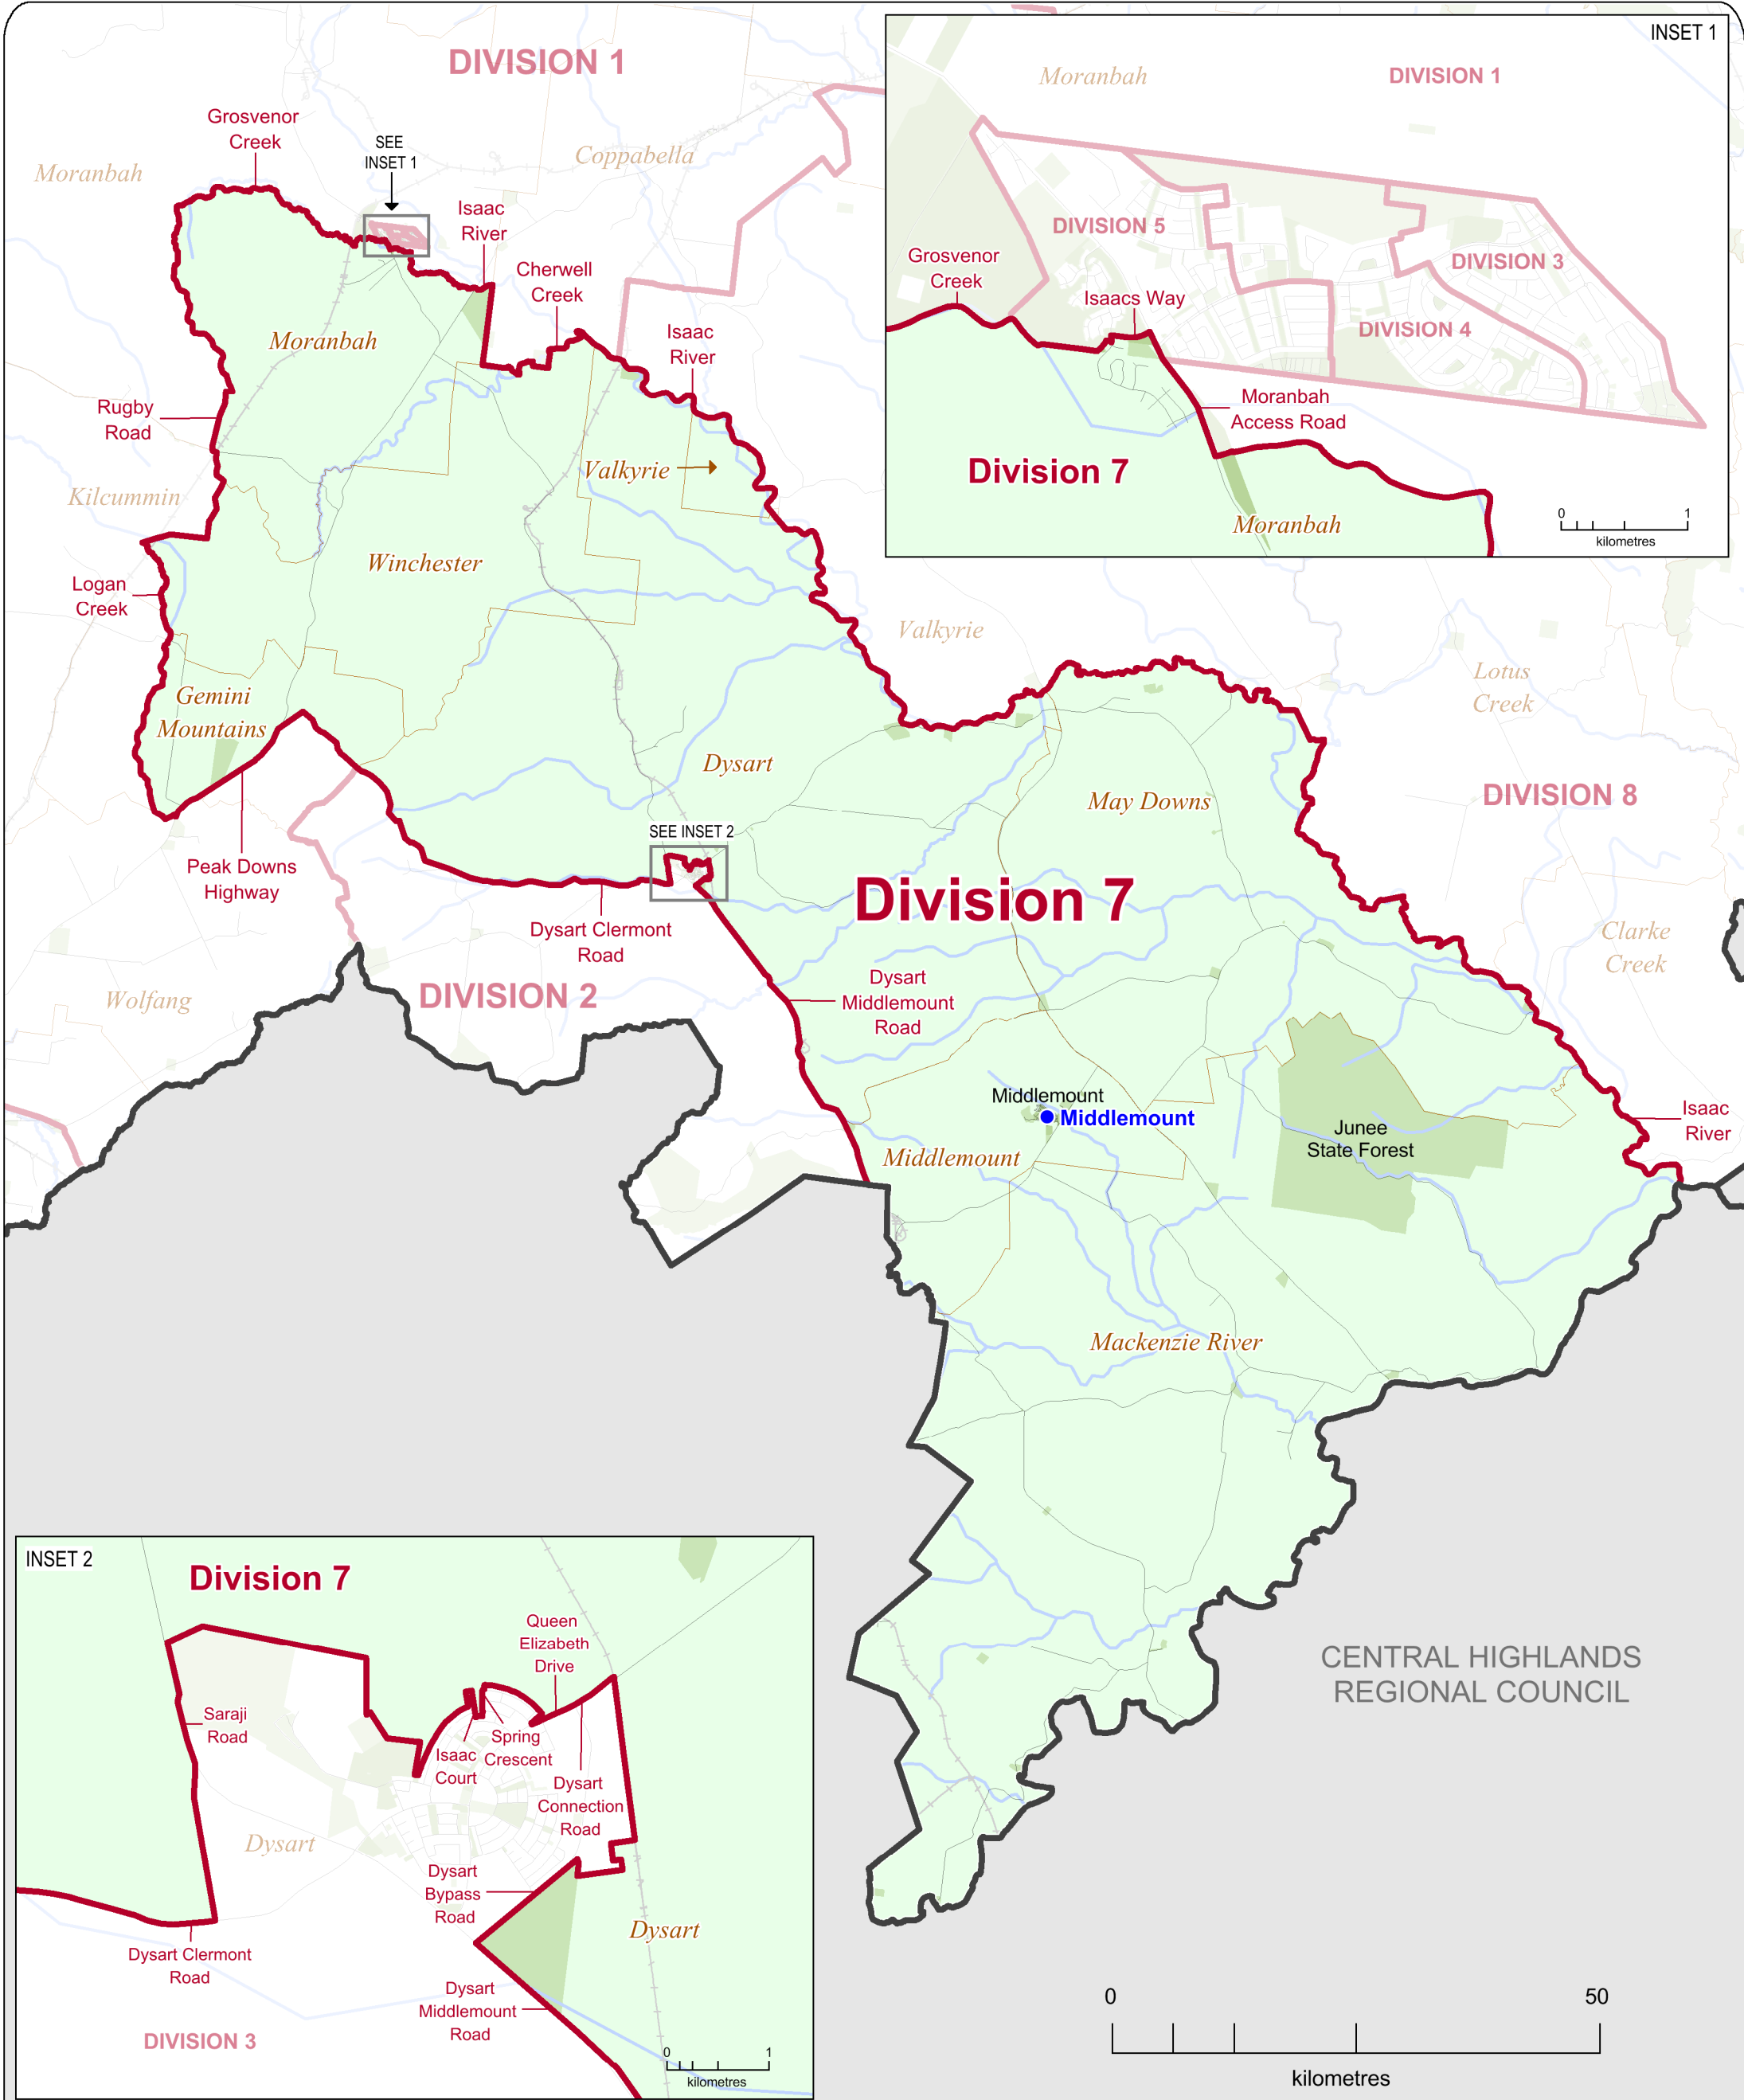 DIVISION 1
Grosvenor
Creek
SEE
INSET 1
Moranbah
Coppabella
Isaac
River
Cherwell
Creek
Isaac
River
Moranbah
Rugby
Road
Valkyrie
Kilcummin
Winchester
Logan
Creek
Valkyrie
Lotus
Creek
Gemini
Mountains
Dysart
May Downs
DIVISION 8
SEE INSET 2
Peak Downs
Highway
Division 7
Dysart Clermont
Road
Clarke
Creek
Wolfang
DIVISION 2
Dysart
Middlemount
Road
Middlemount
Middlemount
Junee
State Forest
Isaac
River
Middlemount
Mackenzie River
CENTRAL HIGHLANDS
REGIONAL COUNCIL
0 50
kilometres
INSET 1
Moranbah
DIVISION 1
DIVISION 5
Grosvenor
Creek
DIVISION 3
Isaacs Way
DIVISION 4
Moranbah
Access Road
Division 7
Moranbah
0 1
kilometres
INSET 2
Division 7
Queen
Elizabeth
Drive
Saraji
Road
Spring
Crescent
Isaac
Court
Dysart
Connection
Road
Dysart
Dysart
Bypass
Road
Dysart
Dysart Clermont
Road
Dysart
Middlemount
Road
DIVISION 3
0 1
kilometres